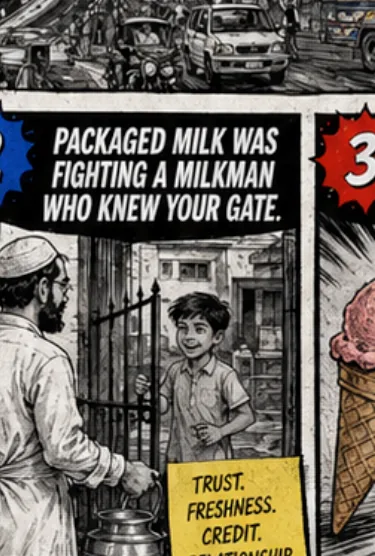 PACKAGED MILK WAS
FIGHTING A MILKMAN
WHO KNEW YOUR GATE.
3
TRUST.
FRESHNESS.
CREDIT.